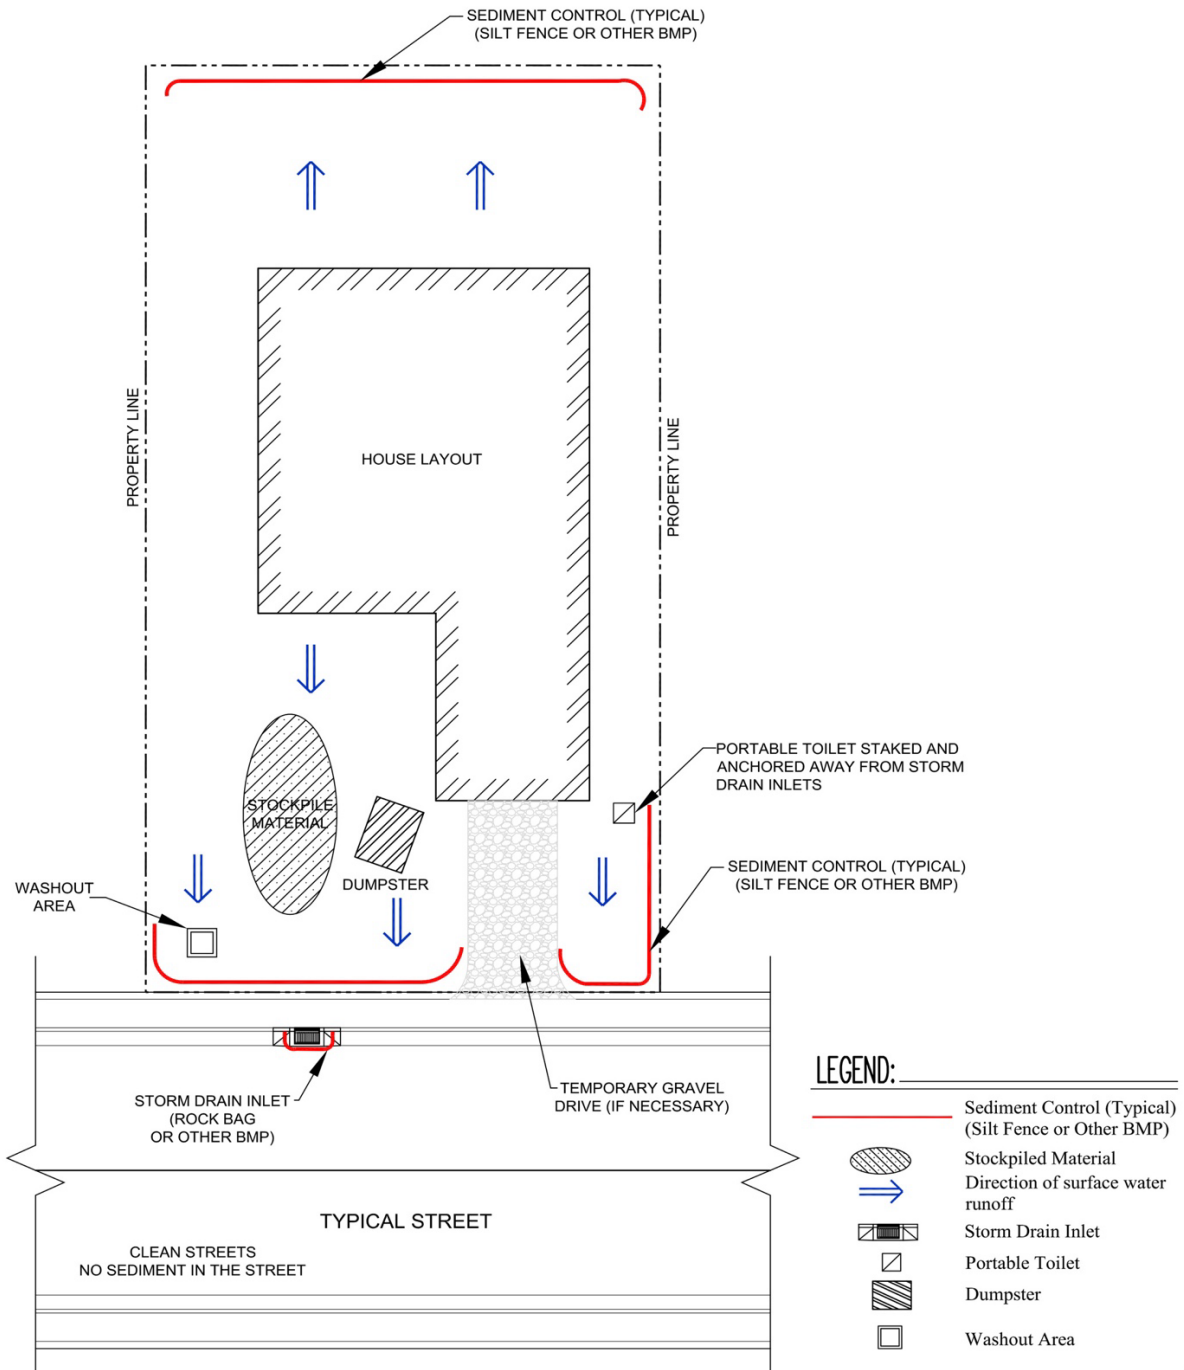 SEDIMENT CONTROL (TYPICAL)
(SILT FENCE OR OTHER BMP)
PROPERTY LINE
PROPERTY LINE
HOUSE LAYOUT
PORTABLE TOILET STAKED AND
ANCHORED AWAY FROM STORM
DRAIN INLETS
STOCKPILE
MATERIAL
DUMPSTER
SEDIMENT CONTROL (TYPICAL)
(SILT FENCE OR OTHER BMP)
WASHOUT
AREA
STORM DRAIN INLET
(ROCK BAG
OR OTHER BMP)
TEMPORARY GRAVEL
DRIVE (IF NECESSARY)
TYPICAL STREET
CLEAN STREETS
NO SEDIMENT IN THE STREET
LEGEND:
Sediment Control (Typical)
(Silt Fence or Other BMP)
Stockpiled Material
Direction of surface water
runoff
Storm Drain Inlet
Portable Toilet
Dumpster
Washout Area